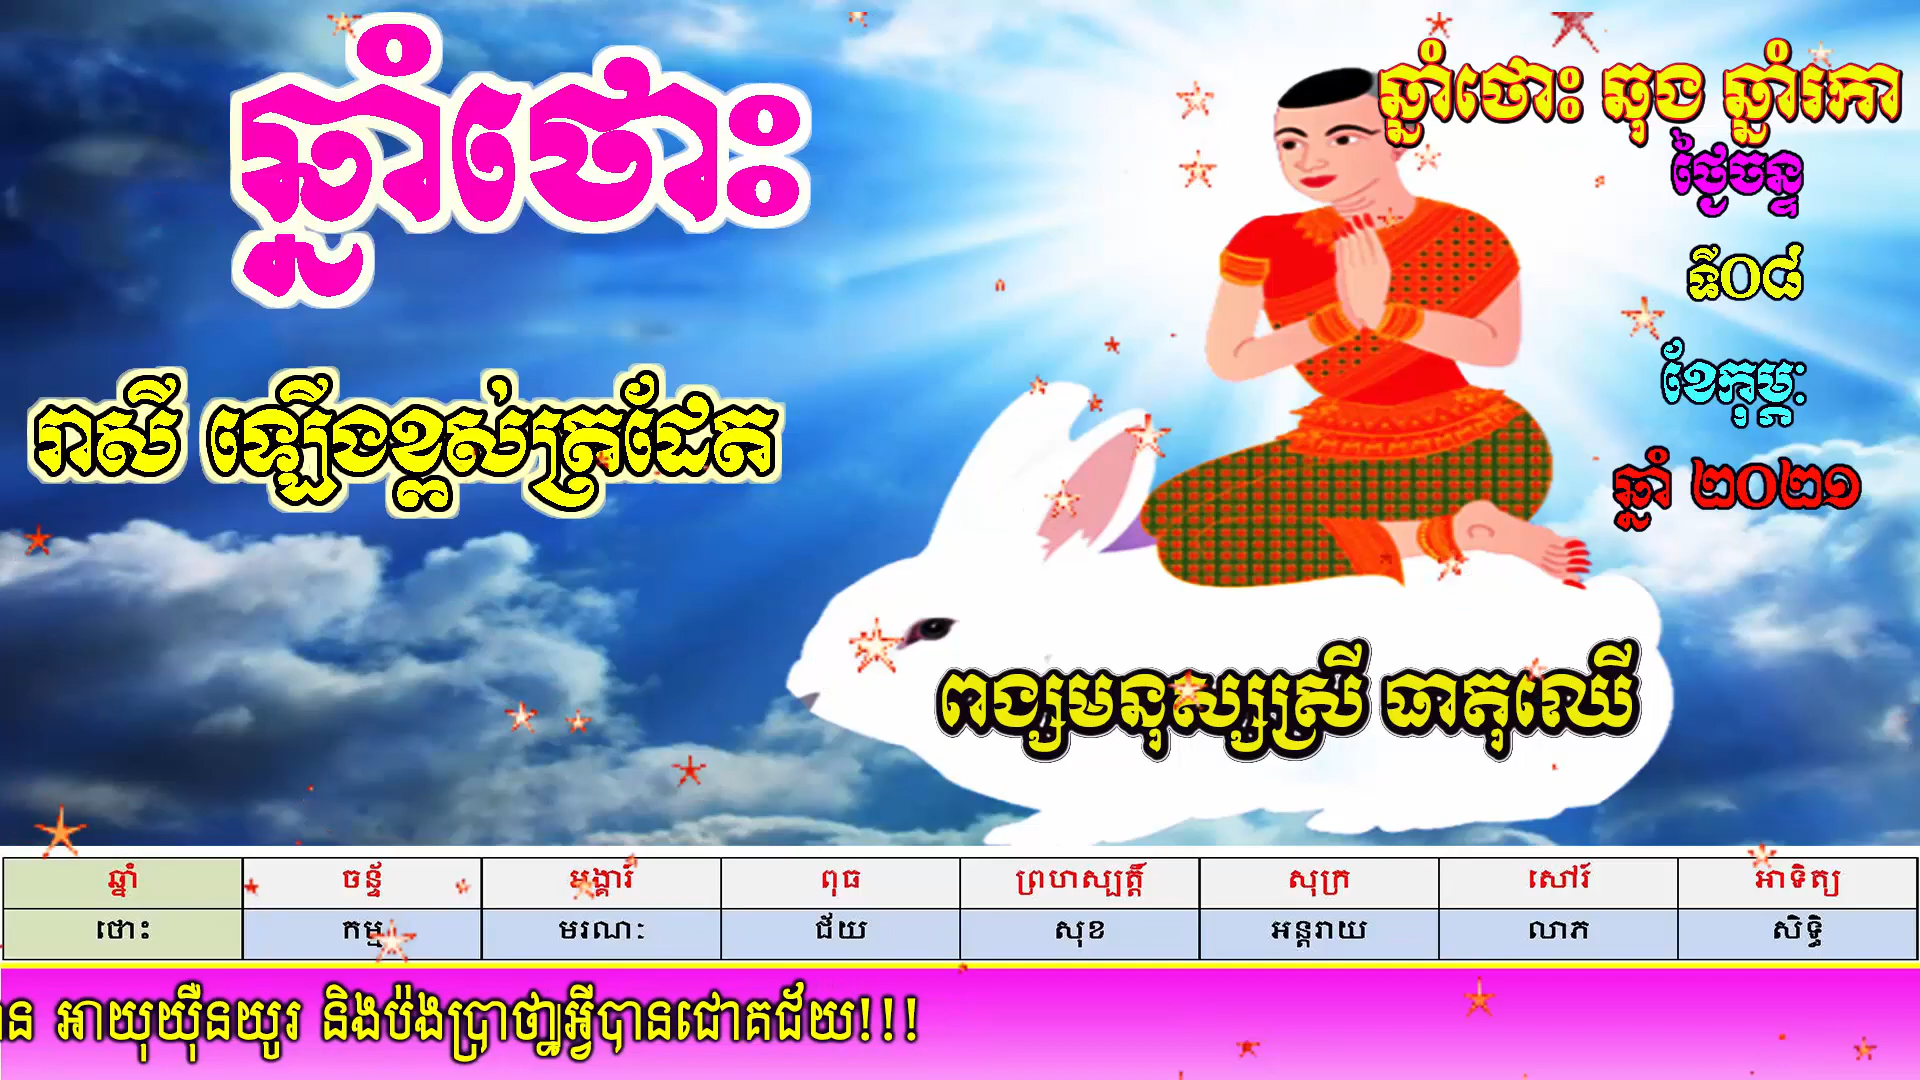 ឆ្នាំថោះ
រាសី ឡើងខ្ពស់ត្រដែត
ឆ្នាំថោះ ឆុង ឆ្នាំរកា
ថ្ងៃចន្ទ
ទី០៨
ខែកុម្ភៈ
ឆ្នាំ ២០២១
ពង្សមនុស្សស្រី ធាតុឈើ
ឆ្នាំ ចន្ទ័ អង្គារ៍ ពុធ ព្រហស្បត្តិ៍ សុក្រ សៅរ៍ អាទិត្យ
ថោះ កម្ម មរណៈ ជ័យ សុខ អន្តរាយ លាភ សិទ្ធិ
អាយុយ៉ឺនយូរ និងប៉ងប្រាថ្នាអ្វីបានជោគជ័យ!!!